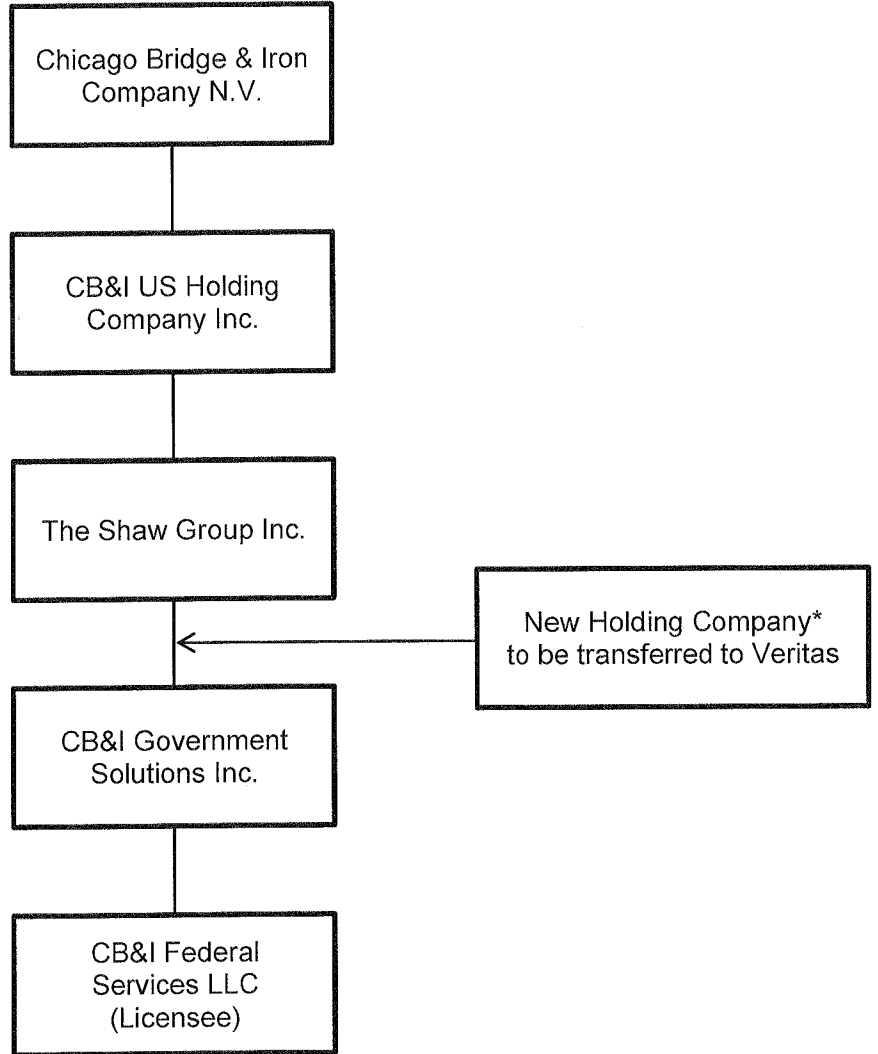 Chicago Bridge & Iron
Company N.V.
CB&I US Holding
Company Inc.
The Shaw Group Inc.
New Holding Company*
to be transferred to Veritas
CB&I Government
Solutions Inc.
CB&I Federal
Services LLC
(Licensee)